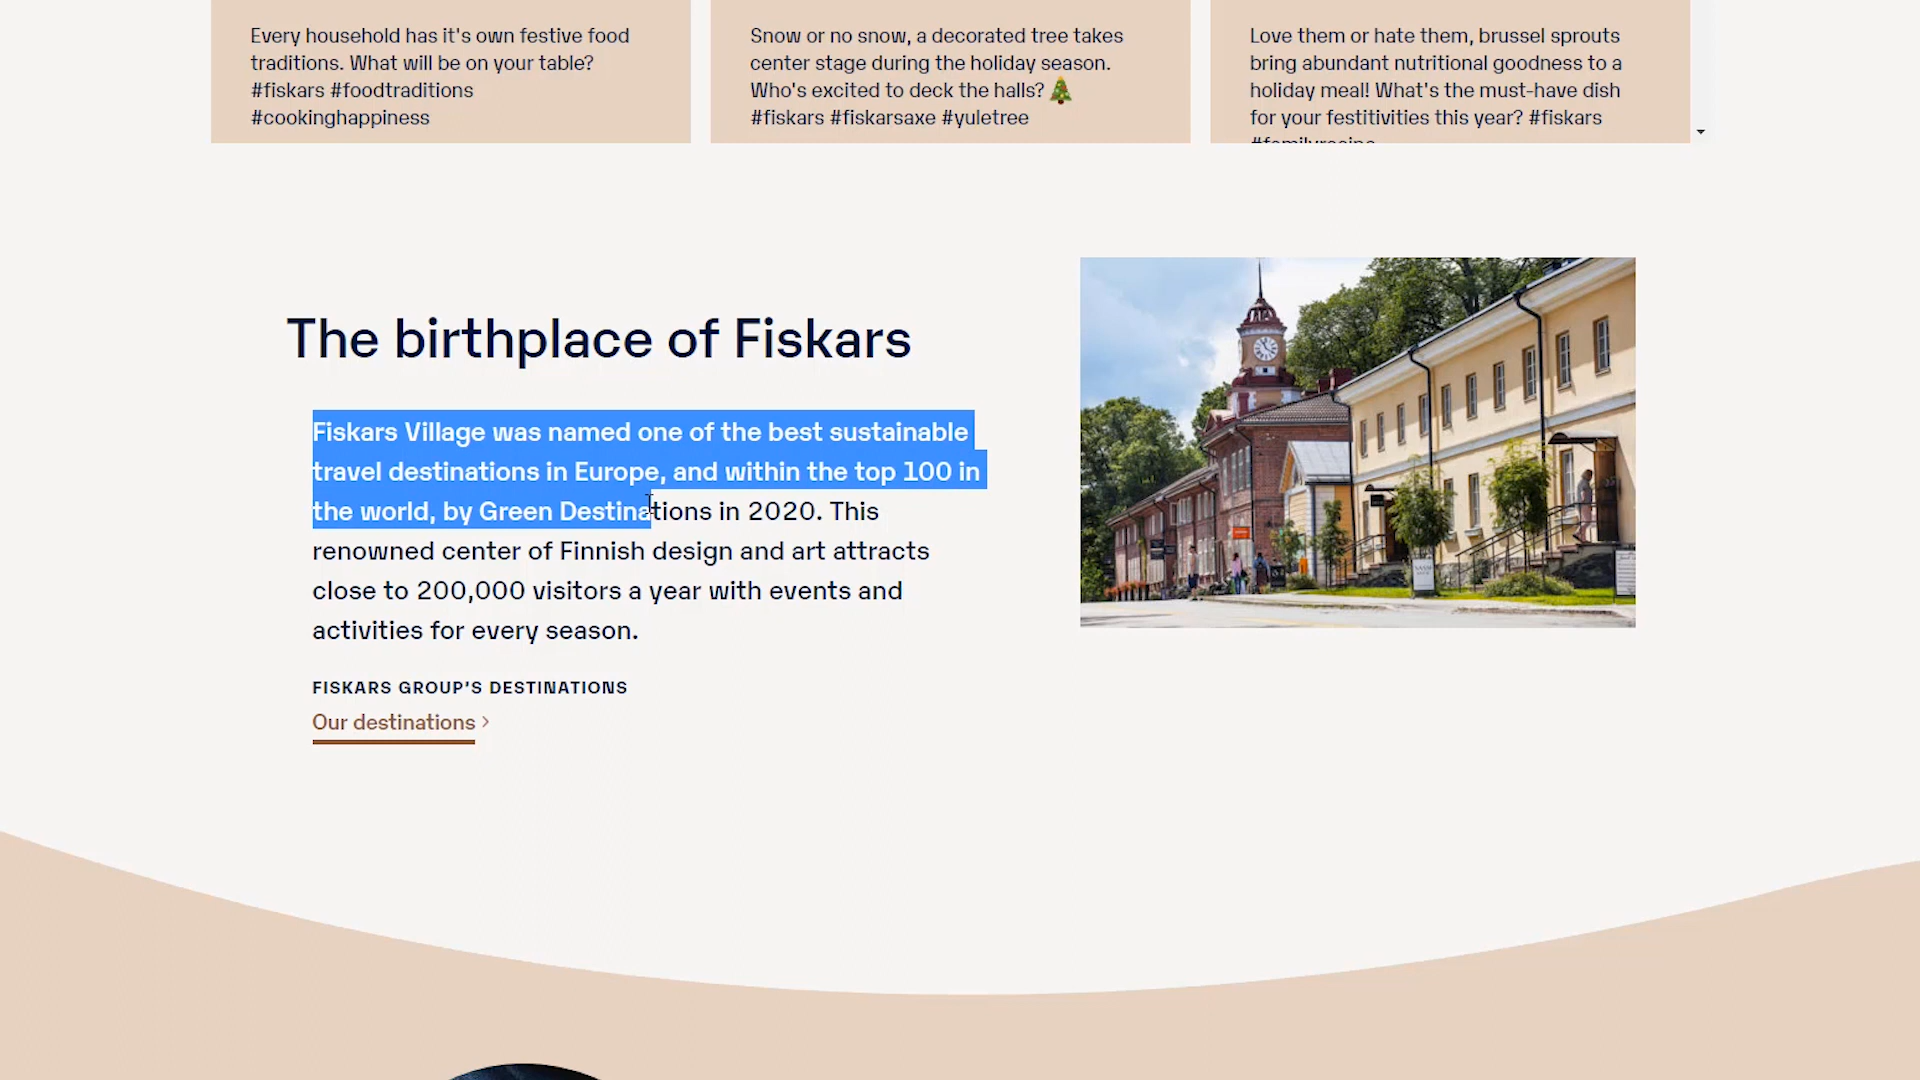 Every household has it's own festive food
traditions. What will be on your table?
#fiskars #foodtraditions
#cookinghappiness
Snow or no snow, a decorated tree takes
center stage during the holiday season.
Who's excited to deck the halls?🎄
#fiskars #fiskarsaxe #yuletree
Love them or hate them, brussel sprouts
bring abundant nutritional goodness to a
holiday meal! What's the must-have dish
for your festitivities this year? #fiskars
#familyrecipe
The birthplace of Fiskars
Fiskars Village was named one of the best sustainable
travel destinations in Europe, and within the top 100 in
the world, by Green Destinations in 2020. This
renowned center of Finnish design and art attracts
close to 200,000 visitors a year with events and
activities for every season.
FISKARS GROUP'S DESTINATIONS
Our destinations >